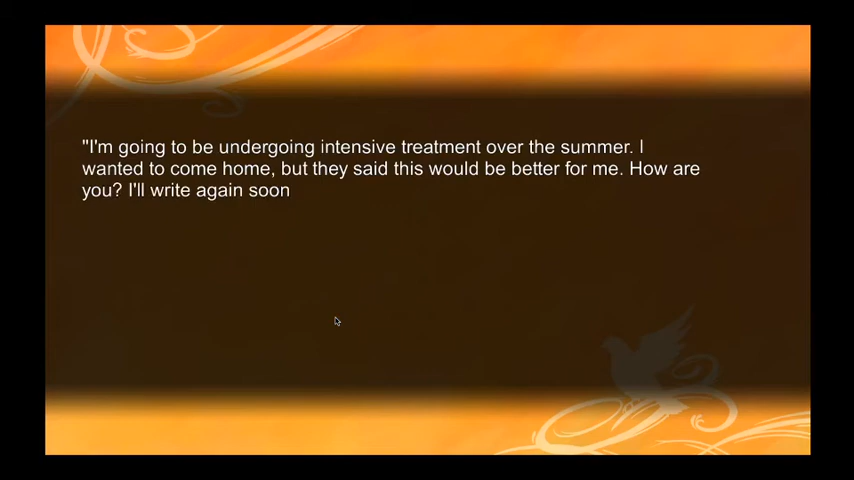 "I'm going to be undergoing intensive treatment over the summer. I
wanted to come home, but they said this would be better for me. How are
you? I'll write again soon